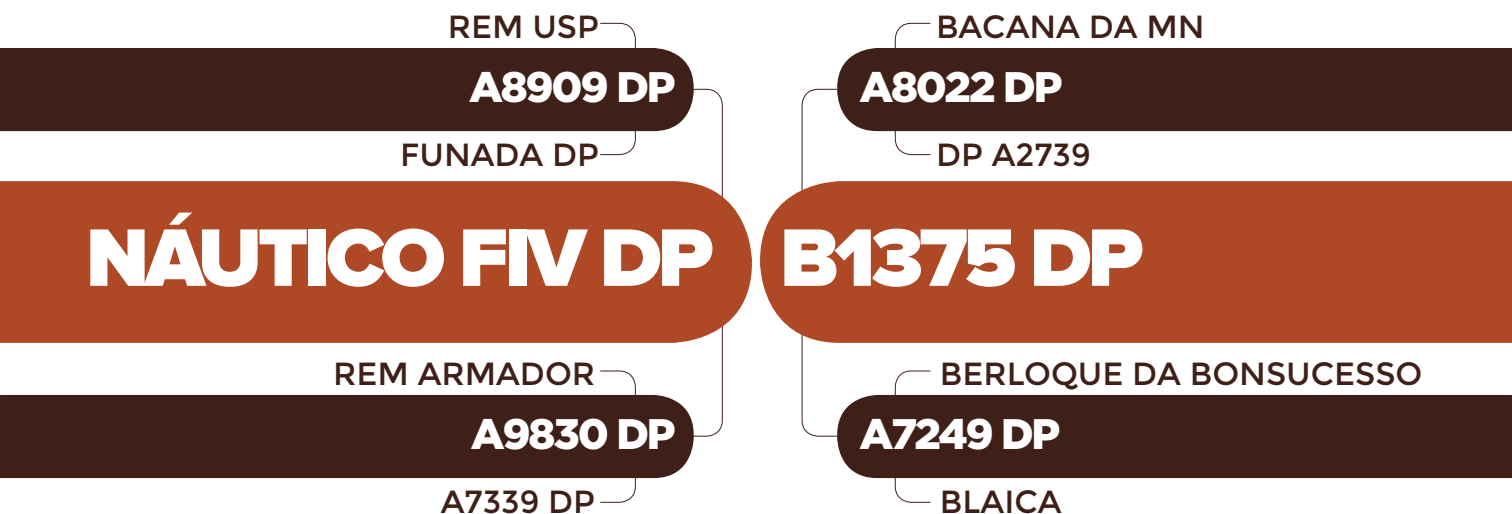 REM USP
A8909 DP
FUNADA DP
NÁUTICO FIV DP
REM ARMADOR
A9830 DP
A7339 DP
BACANA DA MN
A8022 DP
DP A2739
B1375 DP
BERLOQUE DA BONSUCESSO
A7249 DP
BLAICA